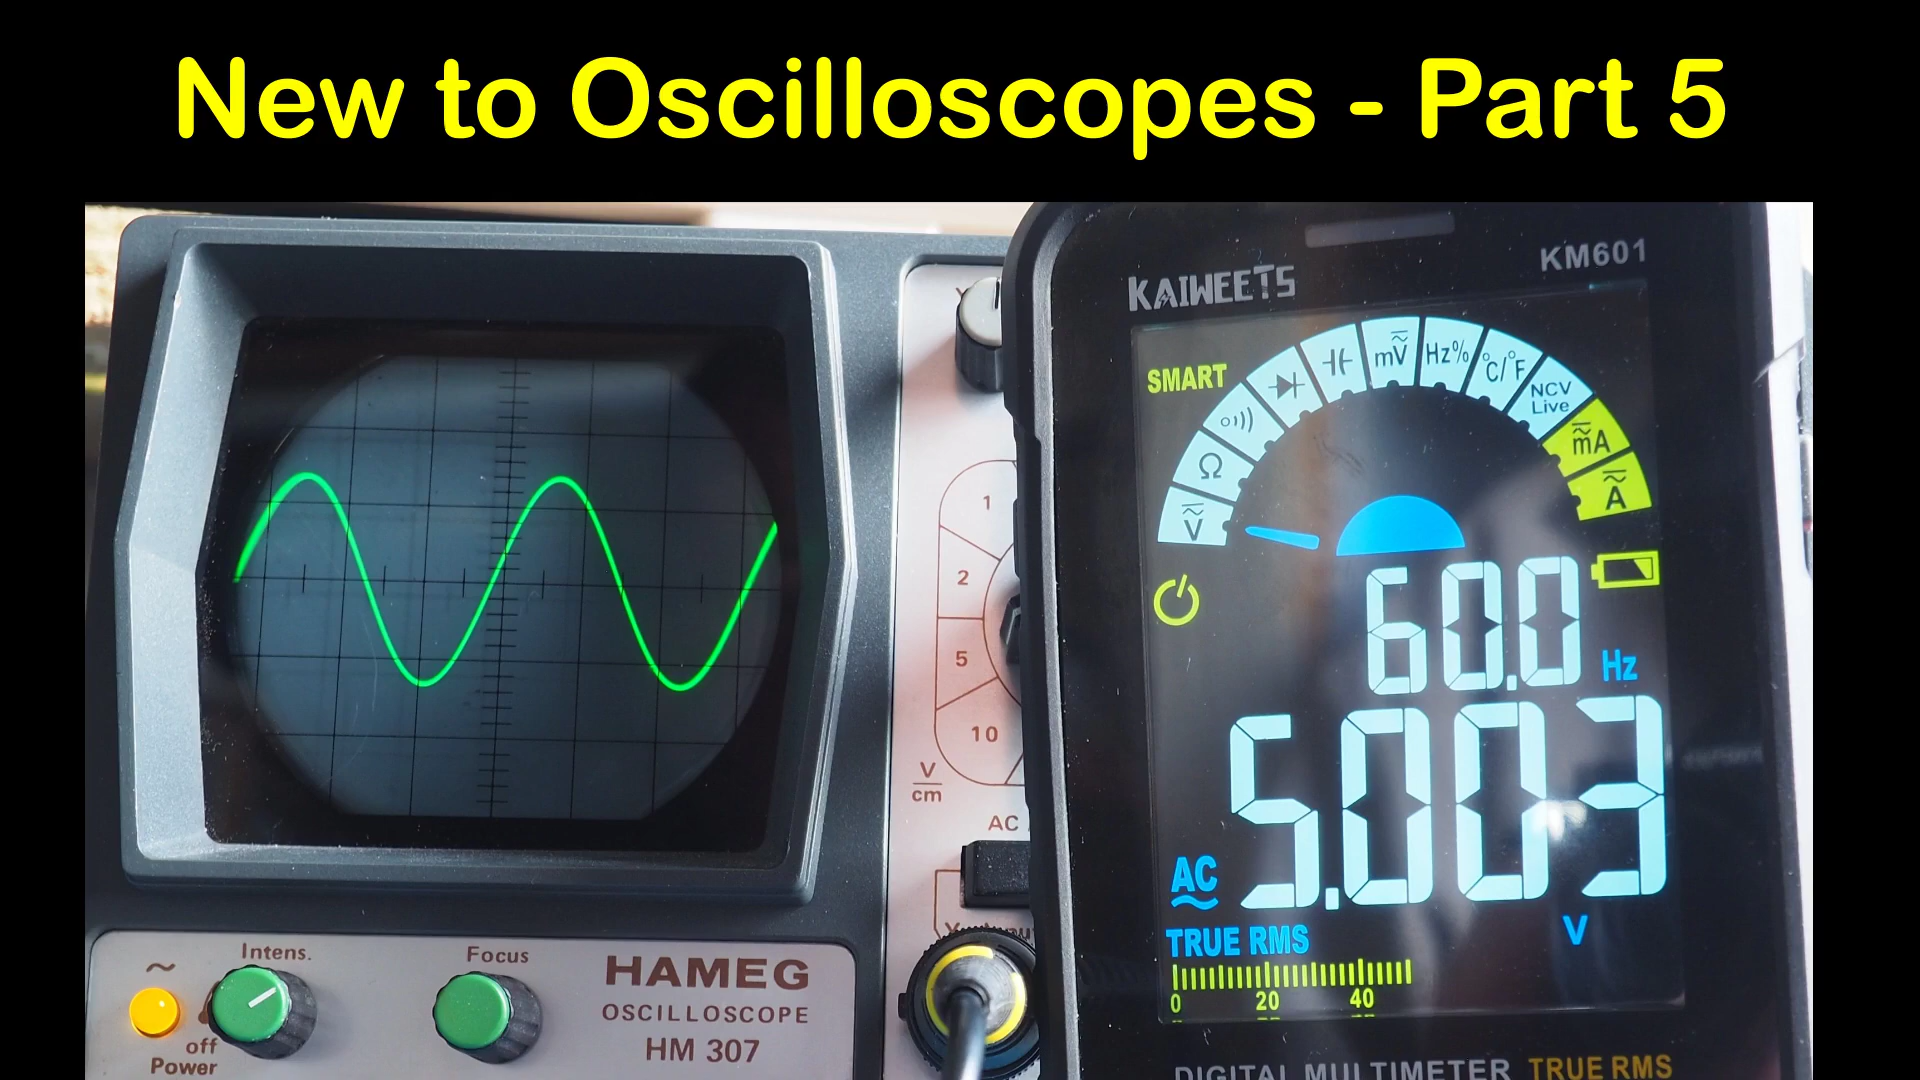 New to Oscilloscopes - Part 5
KAIWEETS
KM601
SMART
V
Ω
mV
Hz%
°C/°F
NCV
Live
mA
A
60.0 Hz
5.003
V
AC
TRUE RMS
0 20 40
DIGITAL MULTIMETER TRUE RMS
1
2
5
10
V
cm
AC
Intens.
Focus
off
Power
HAMEG
OSCILLOSCOPE
HM 307